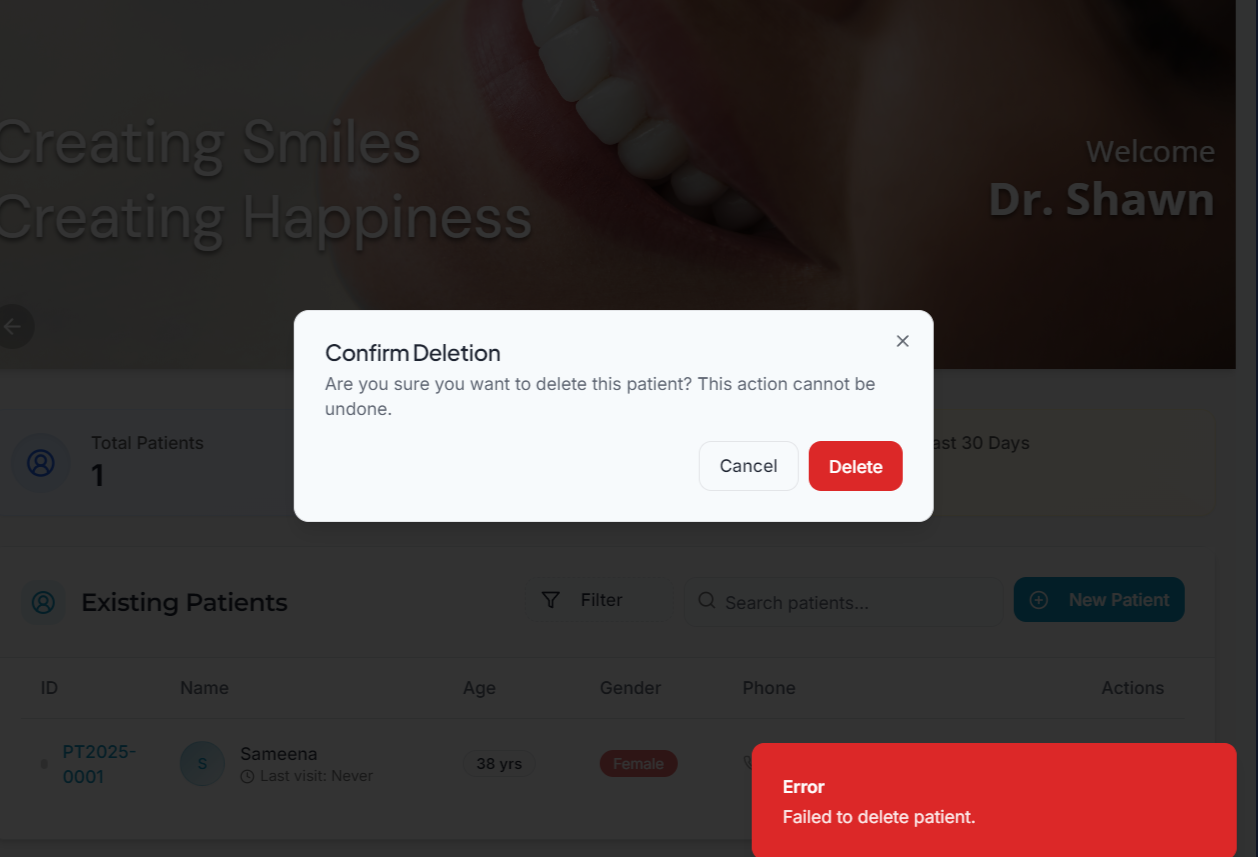 Creating Smiles
Creating Happiness
Welcome
Dr. Shawn
Confirm Deletion
Are you sure you want to delete this patient? This action cannot be
undone.
Cancel
Delete
Total Patients
1
ast 30 Days
Existing Patients
Filter
Search patients...
New Patient
ID
Name
Age
Gender
Phone
Actions
PT2025-
0001
S
Sameena
Last visit: Never
38 yrs
Female
Error
Failed to delete patient.